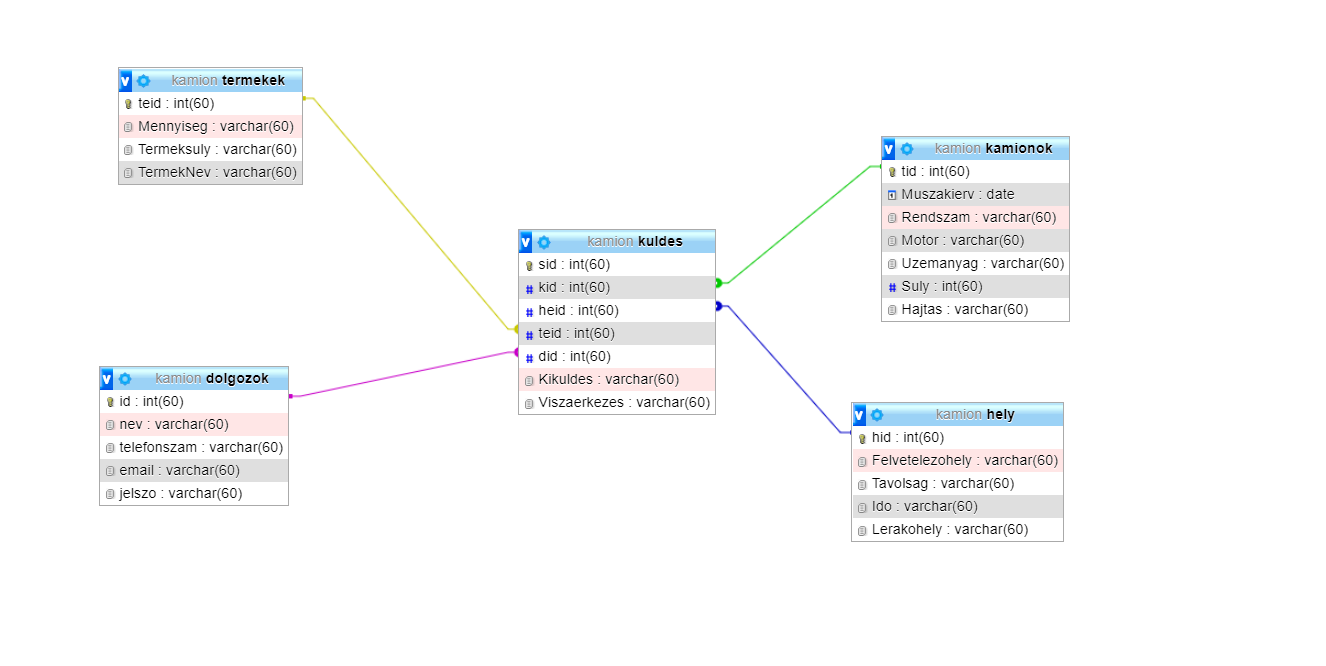 v kamion termekek
teid : int(60)
Mennyiseg : varchar(60)
Termeksuly : varchar(60)
TermekNev : varchar(60)
v kamion kamionok
tid : int(60)
Muszakierv : date
Rendszam : varchar(60)
Motor : varchar(60)
Uzemanyag : varchar(60)
# Suly : int(60)
Hajtas : varchar(60)
v kamion kuldes
sid : int(60)
# kid : int(60)
# heid : int(60)
# teid : int(60)
# did : int(60)
Kikuldes : varchar(60)
Viszaerkezes : varchar(60)
v kamion dolgozok
id : int(60)
nev : varchar(60)
telefonszam : varchar(60)
email : varchar(60)
jelszo : varchar(60)
v kamion hely
hid : int(60)
Felvetelezohely : varchar(60)
Tavolsag : varchar(60)
Ido : varchar(60)
Lerakohely : varchar(60)